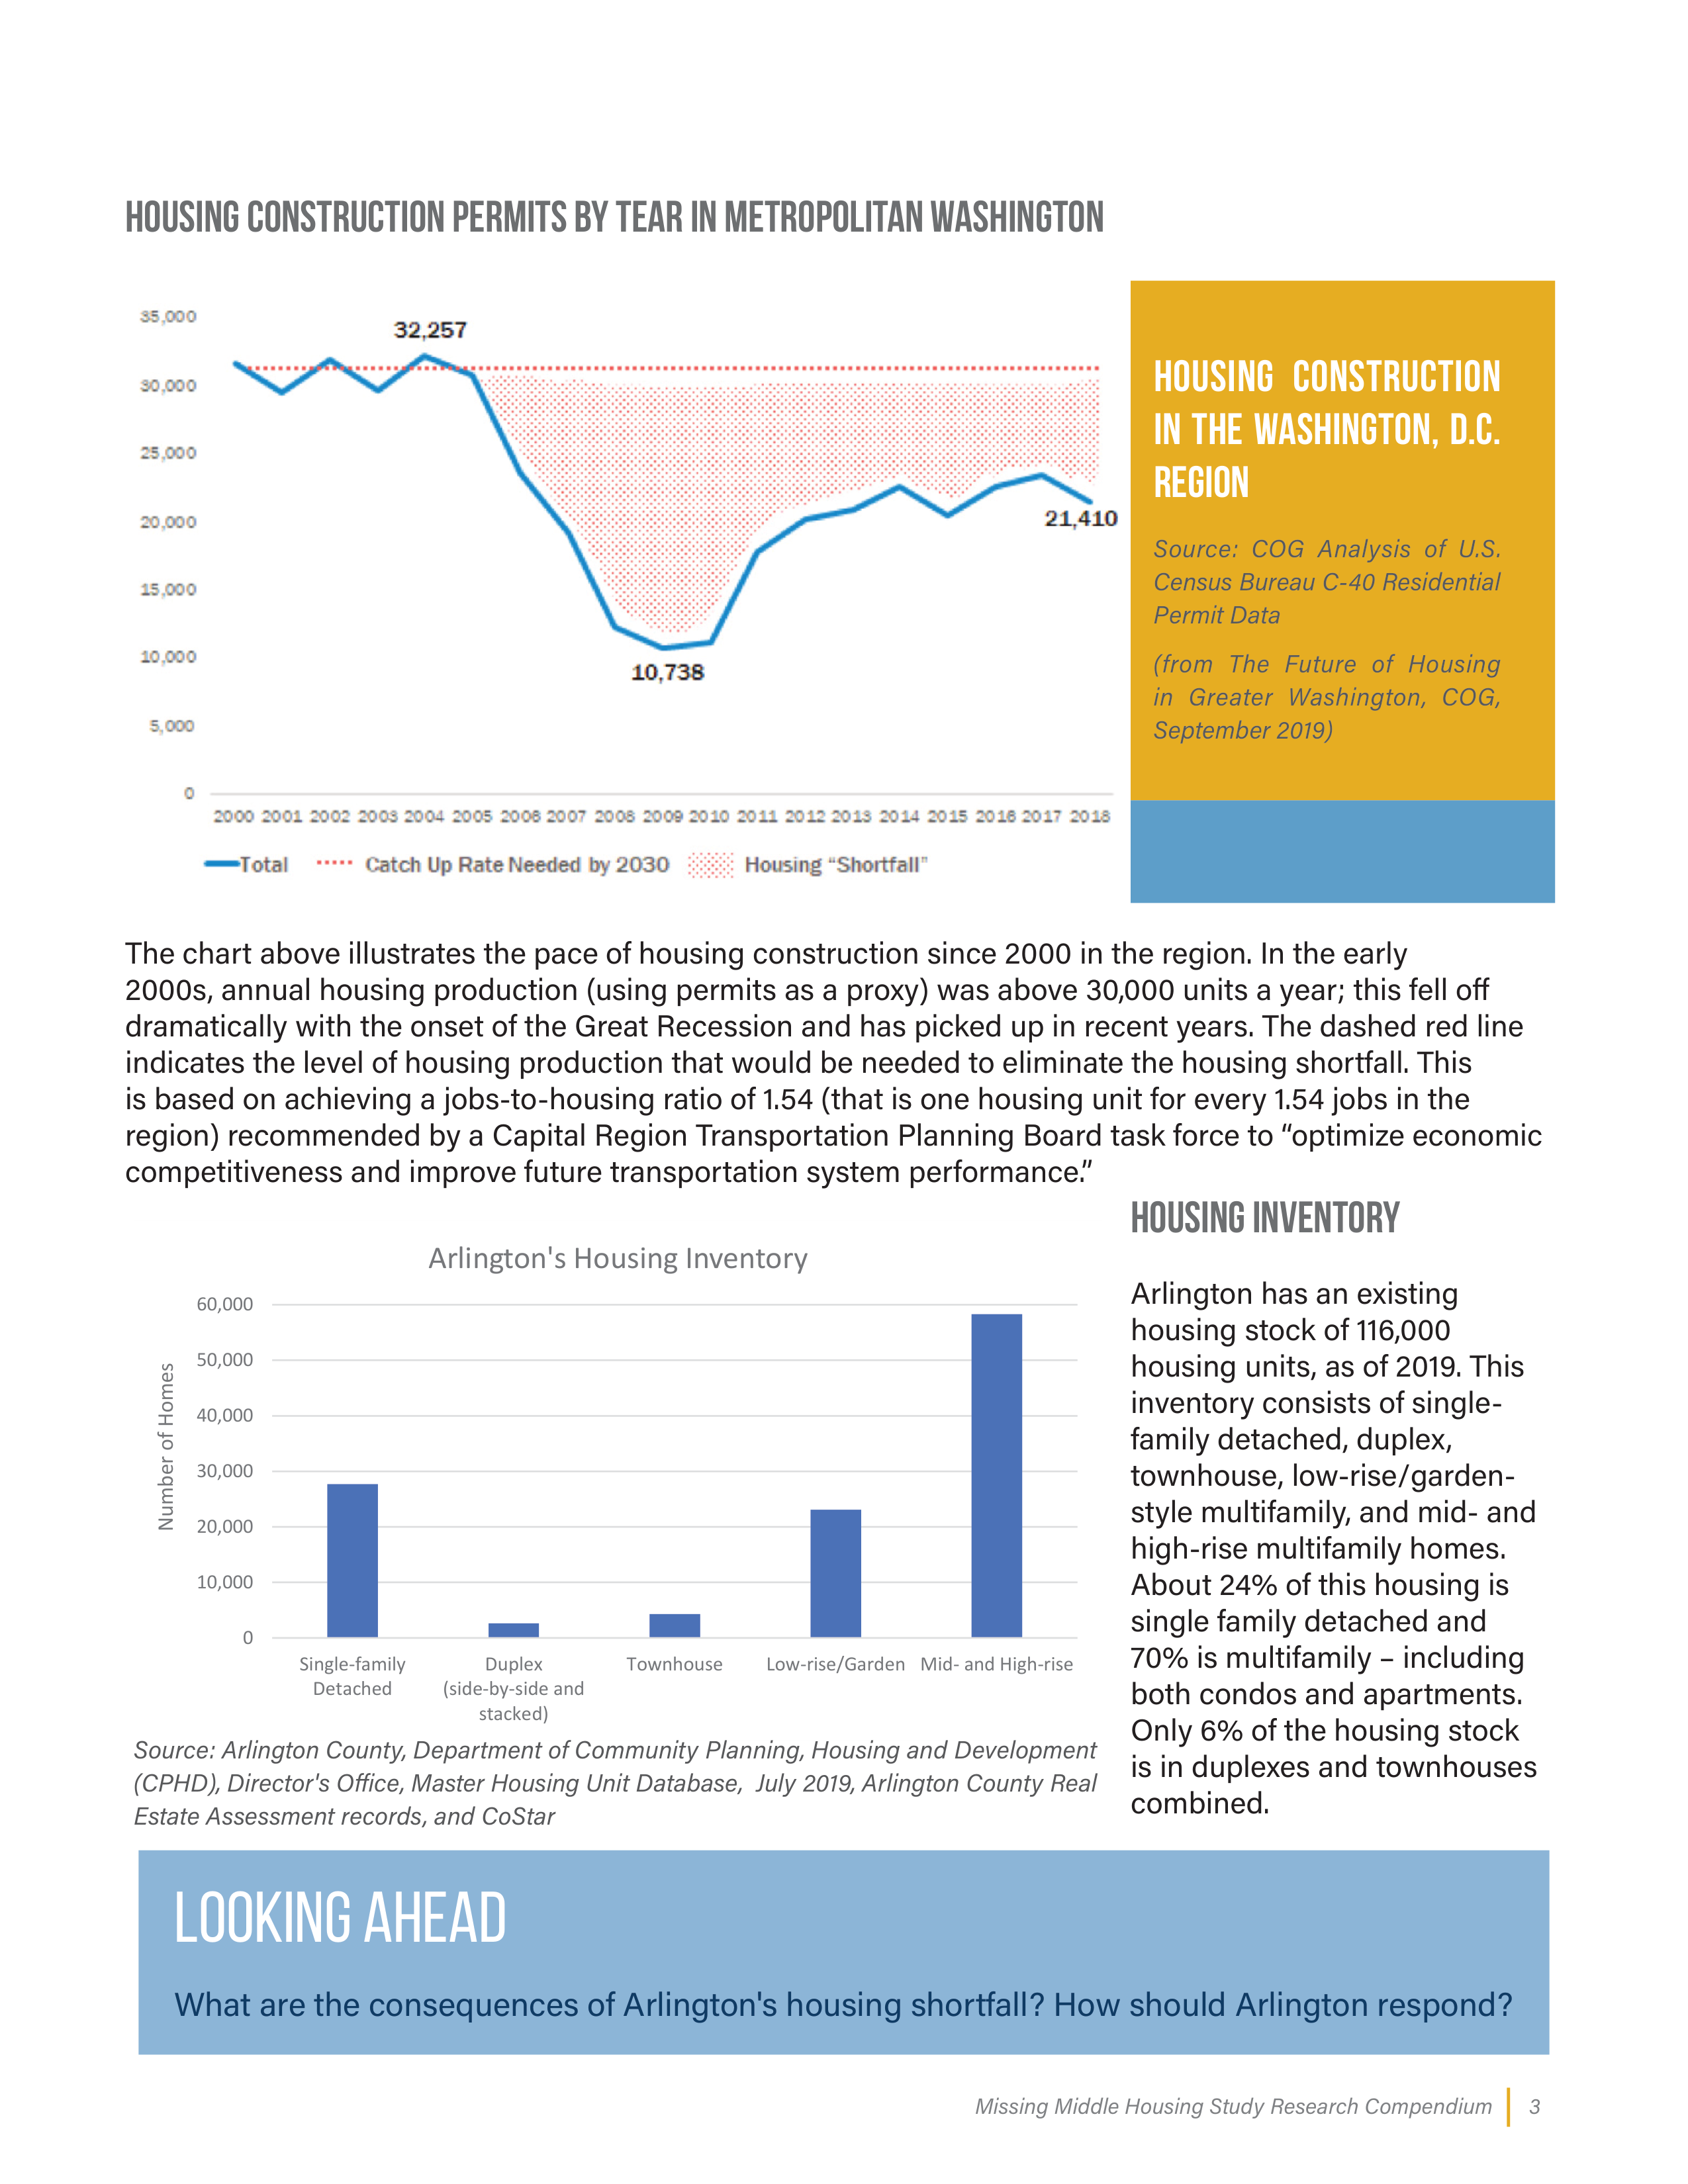 HOUSING CONSTRUCTION PERMITS BY TEAR IN METROPOLITAN WASHINGTON
35,000
30,000
25,000
20,000
15,000
10,000
5,000
0
32,257
10,738
21,410
2000 2001 2002 2003 2004 2005 2006 2007 2008 2009 2010 2011 2012 2013 2014 2015 2016 2017 2018
Total Catch Up Rate Needed by 2030 Housing “Shortfall”
HOUSING CONSTRUCTION
IN THE WASHINGTON, D.C.
REGION
Source: COG Analysis of U.S.
Census Bureau C-40 Residential
Permit Data
(from The Future of Housing
in Greater Washington, COG,
September 2019)
The chart above illustrates the pace of housing construction since 2000 in the region. In the early
2000s, annual housing production (using permits as a proxy) was above 30,000 units a year; this fell off
dramatically with the onset of the Great Recession and has picked up in recent years. The dashed red line
indicates the level of housing production that would be needed to eliminate the housing shortfall. This
is based on achieving a jobs-to-housing ratio of 1.54 (that is one housing unit for every 1.54 jobs in the
region) recommended by a Capital Region Transportation Planning Board task force to “optimize economic
competitiveness and improve future transportation system performance.”
Arlington's Housing Inventory
Number of Homes
60,000
50,000
40,000
30,000
20,000
10,000
0
Single-family
Detached
Duplex
(side-by-side and
stacked)
Townhouse
Low-rise/Garden
Mid- and High-rise
Source: Arlington County, Department of Community Planning, Housing and Development
(CPHD), Director's Office, Master Housing Unit Database, July 2019, Arlington County Real
Estate Assessment records, and CoStar
HOUSING INVENTORY
Arlington has an existing
housing stock of 116,000
housing units, as of 2019. This
inventory consists of single-
family detached, duplex,
townhouse, low-rise/garden-
style multifamily, and mid- and
high-rise multifamily homes.
About 24% of this housing is
single family detached and
70% is multifamily – including
both condos and apartments.
Only 6% of the housing stock
is in duplexes and townhouses
combined.
LOOKING AHEAD
What are the consequences of Arlington's housing shortfall? How should Arlington respond?
Missing Middle Housing Study Research Compendium 3